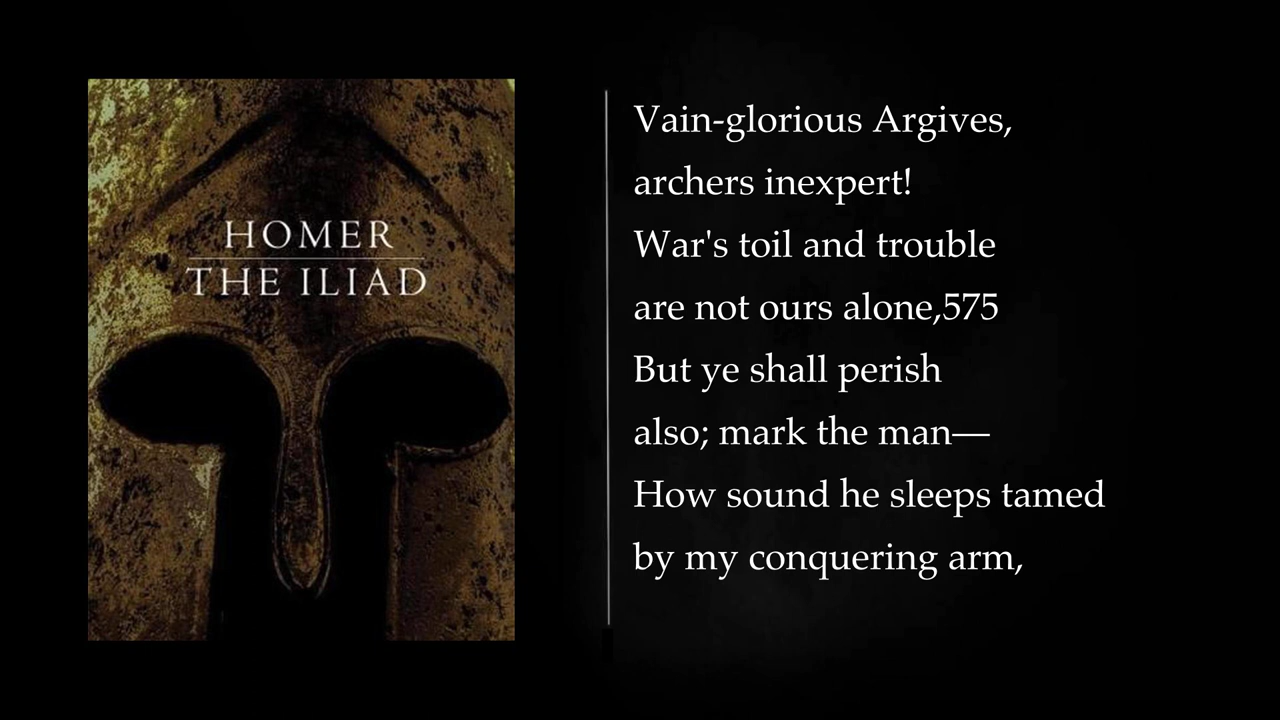 HOMER
THE ILIAD
Vain-glorious Argives,
archers inexpert!
War's toil and trouble
are not ours alone,575
But ye shall perish
also; mark the man—
How sound he sleeps tamed
by my conquering arm,